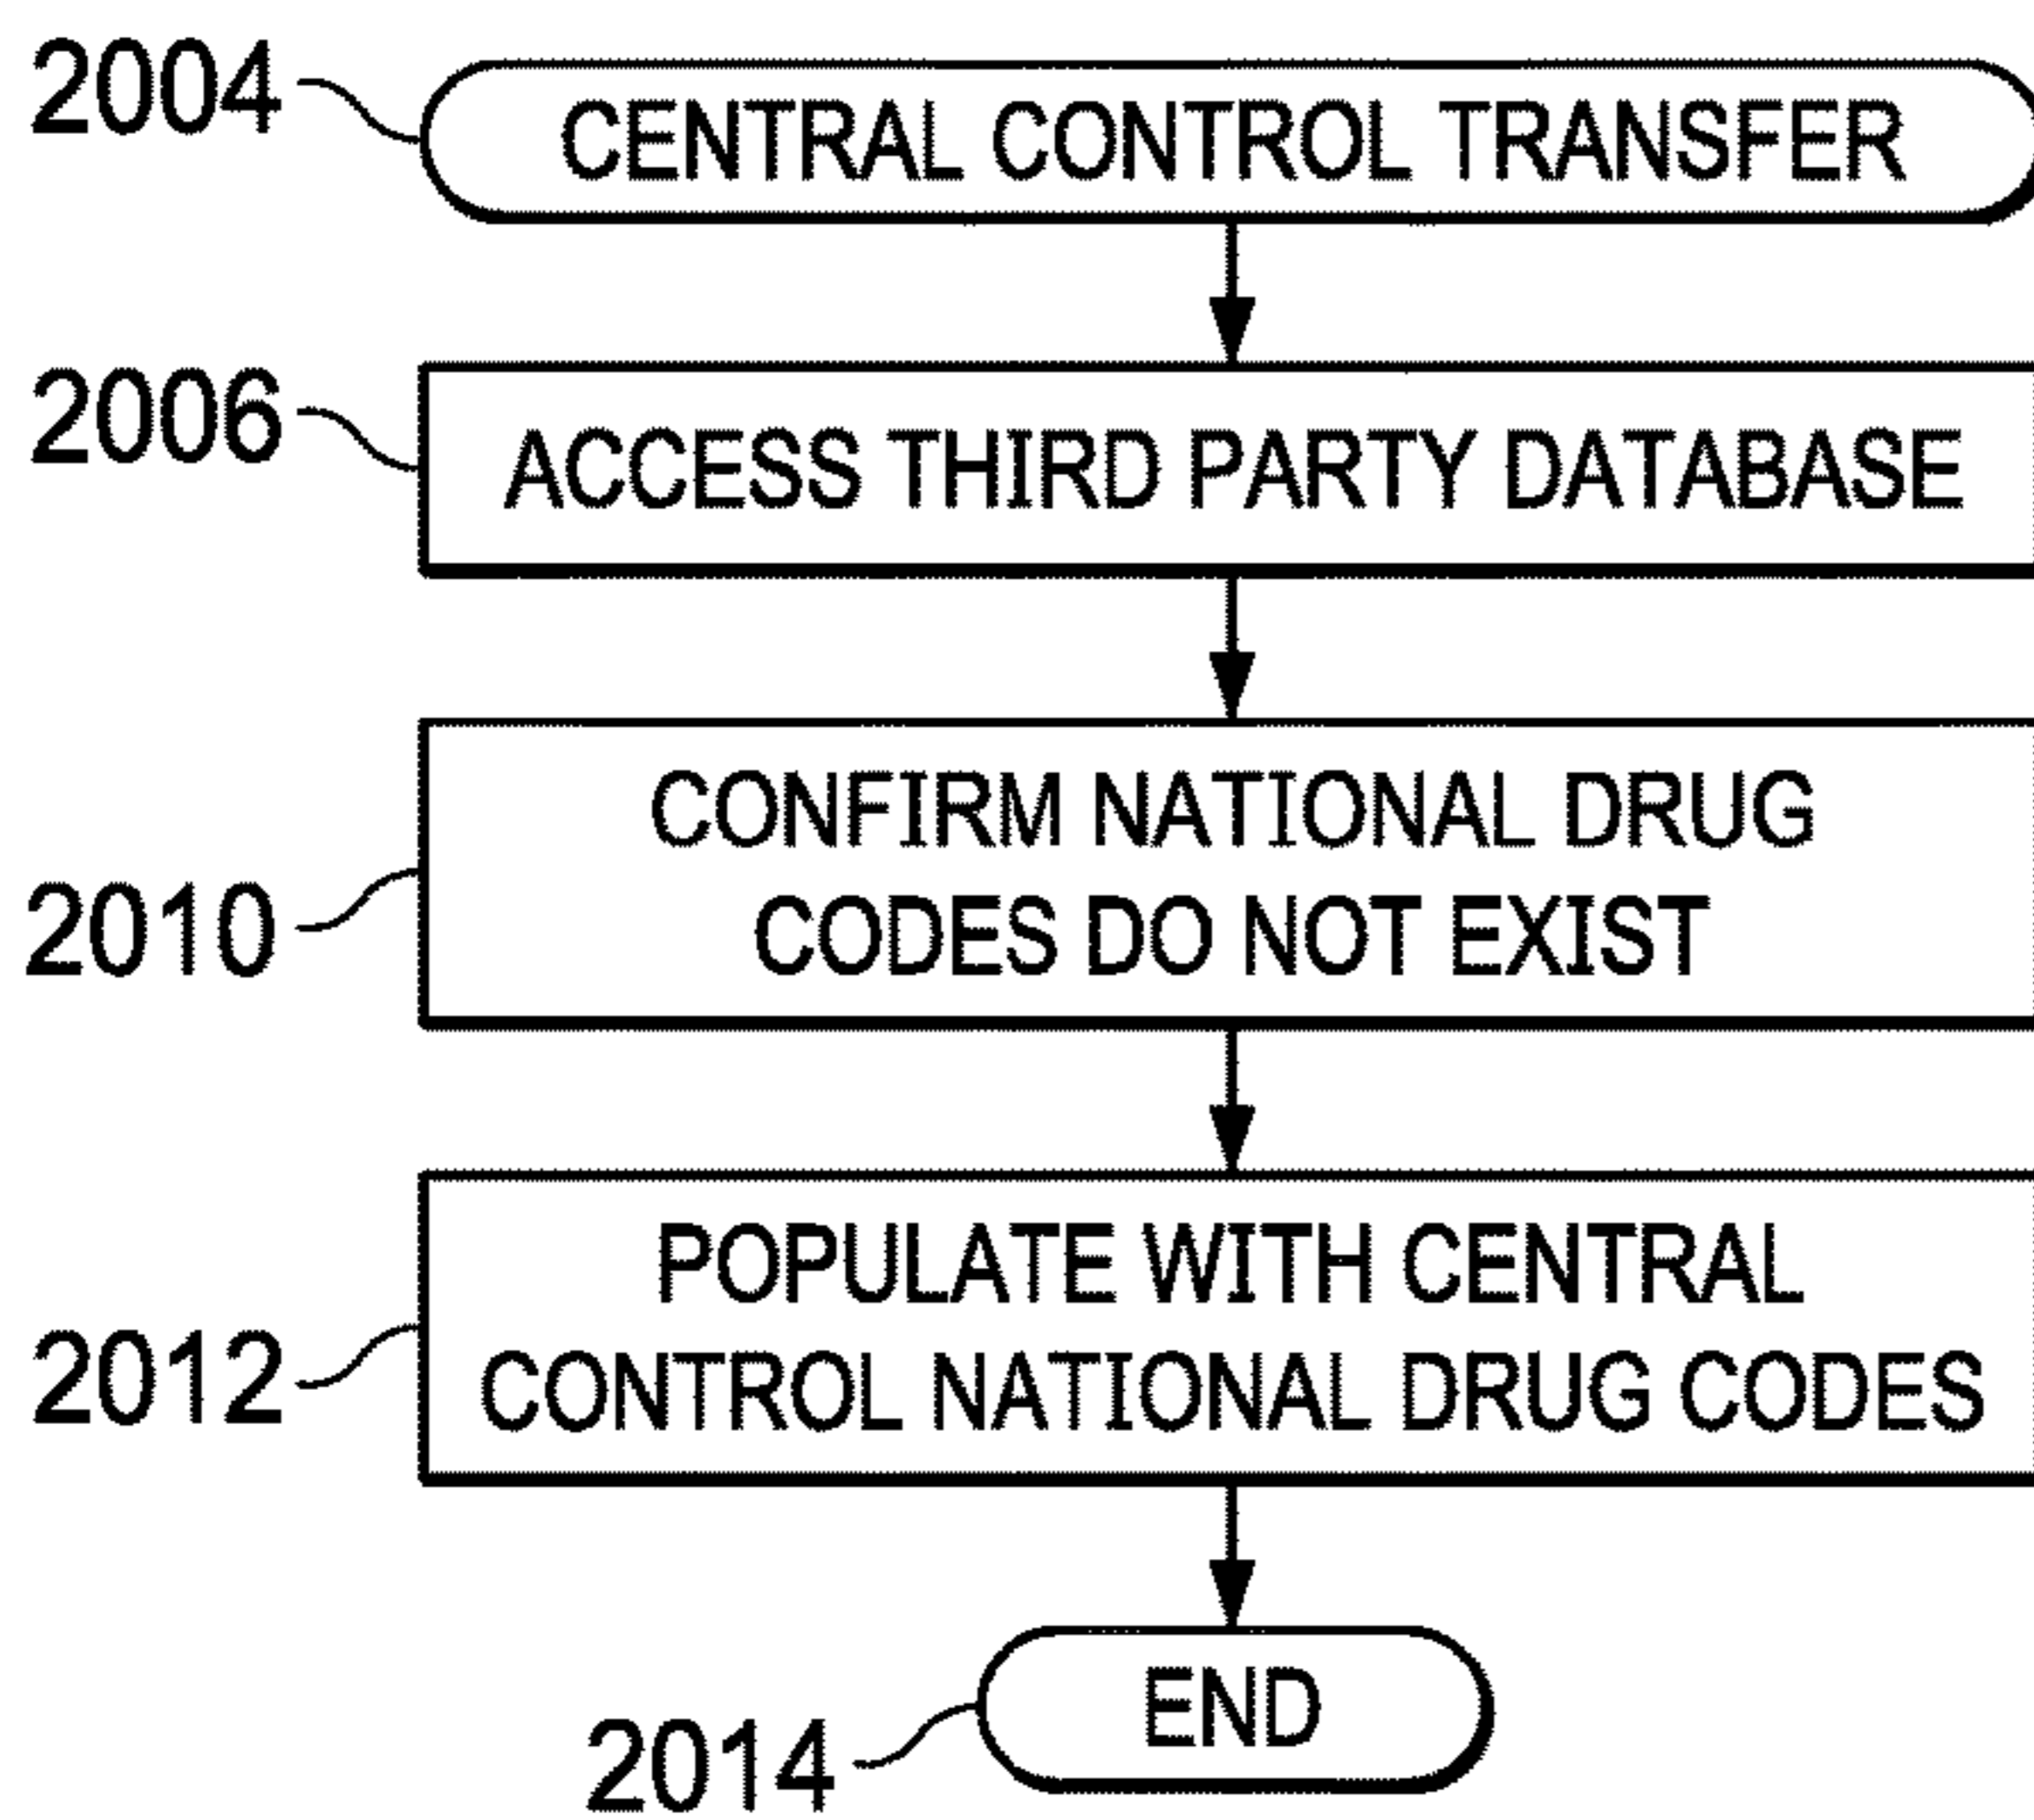 2004
CENTRAL CONTROL TRANSFER
2006
ACCESS THIRD PARTY DATABASE
CONFIRM NATIONAL DRUG
2010
CODES DO NOT EXIST
POPULATE WITH CENTRAL
2012
CONTROL NATIONAL DRUG CODES
END
2014